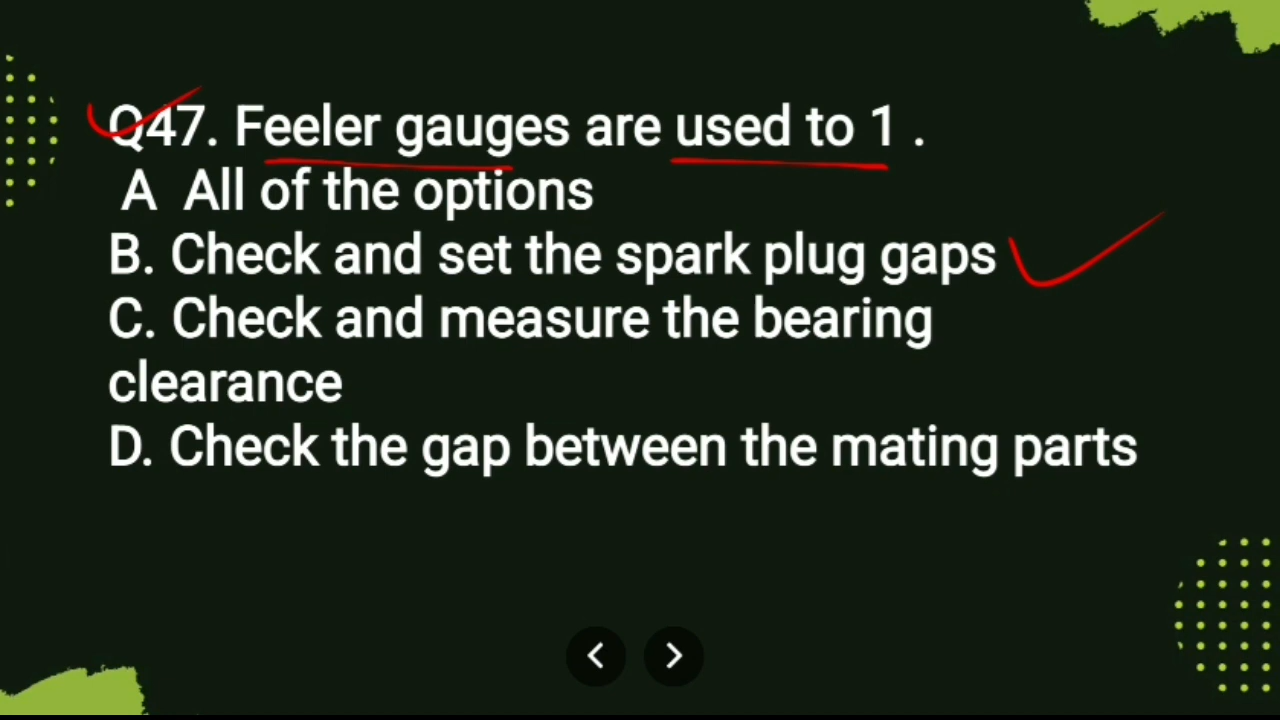 Q47. Feeler gauges are used to 1 .
A All of the options
B. Check and set the spark plug gaps
C. Check and measure the bearing
clearance
D. Check the gap between the mating parts